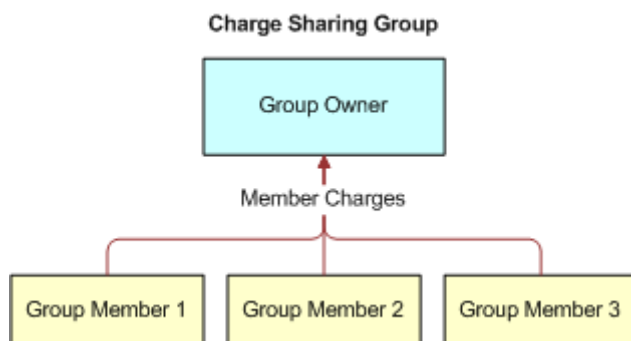 Charge Sharing Group
Group Owner
Member Charges
Group Member 1
Group Member 2
Group Member 3